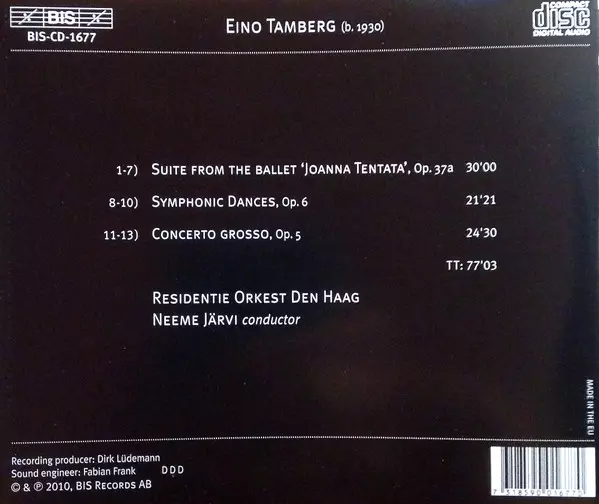 BIS
BIS-CD-1677
EINO TAMBERG (b. 1930)
COMPACT
disc
DIGITAL AUDIO
1-7) SUITE FROM THE BALLET ‘JOANNA TENTATA’, Op. 37a 30'00
8-10) SYMPHONIC DANCES, Op. 6 21'21
11-13) CONCERTO GROSSO, Op. 5 24'30
TT: 77'03
RESIDENTIE ORKEST DEN HAAG
NEEME JÄRVI conductor
MADE IN THE EU
Recording producer: Dirk Lüdemann
Sound engineer: Fabian Frank D D D
© & ℗ 2010, BIS RECORDS AB